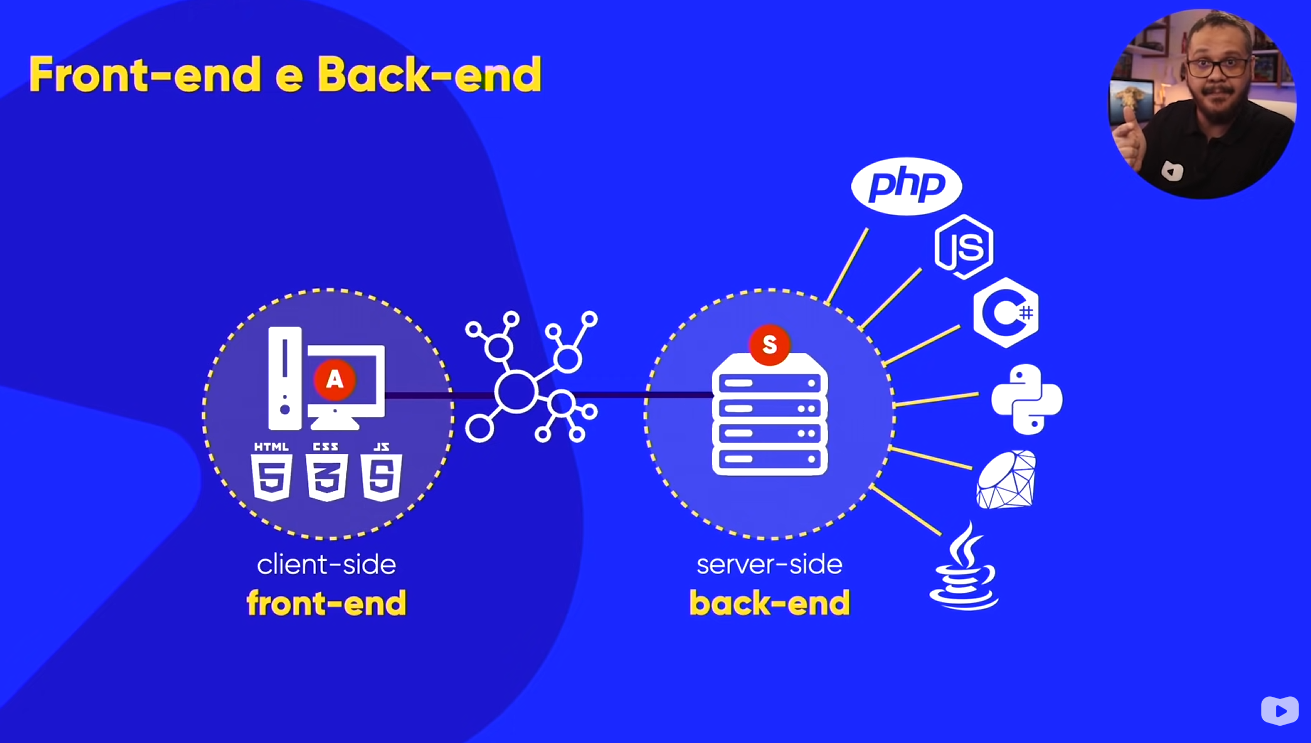 Front-end e Back-end
php
JS
C#
A
S
HTML CSS JS
5 3 5
client-side
front-end
server-side
back-end